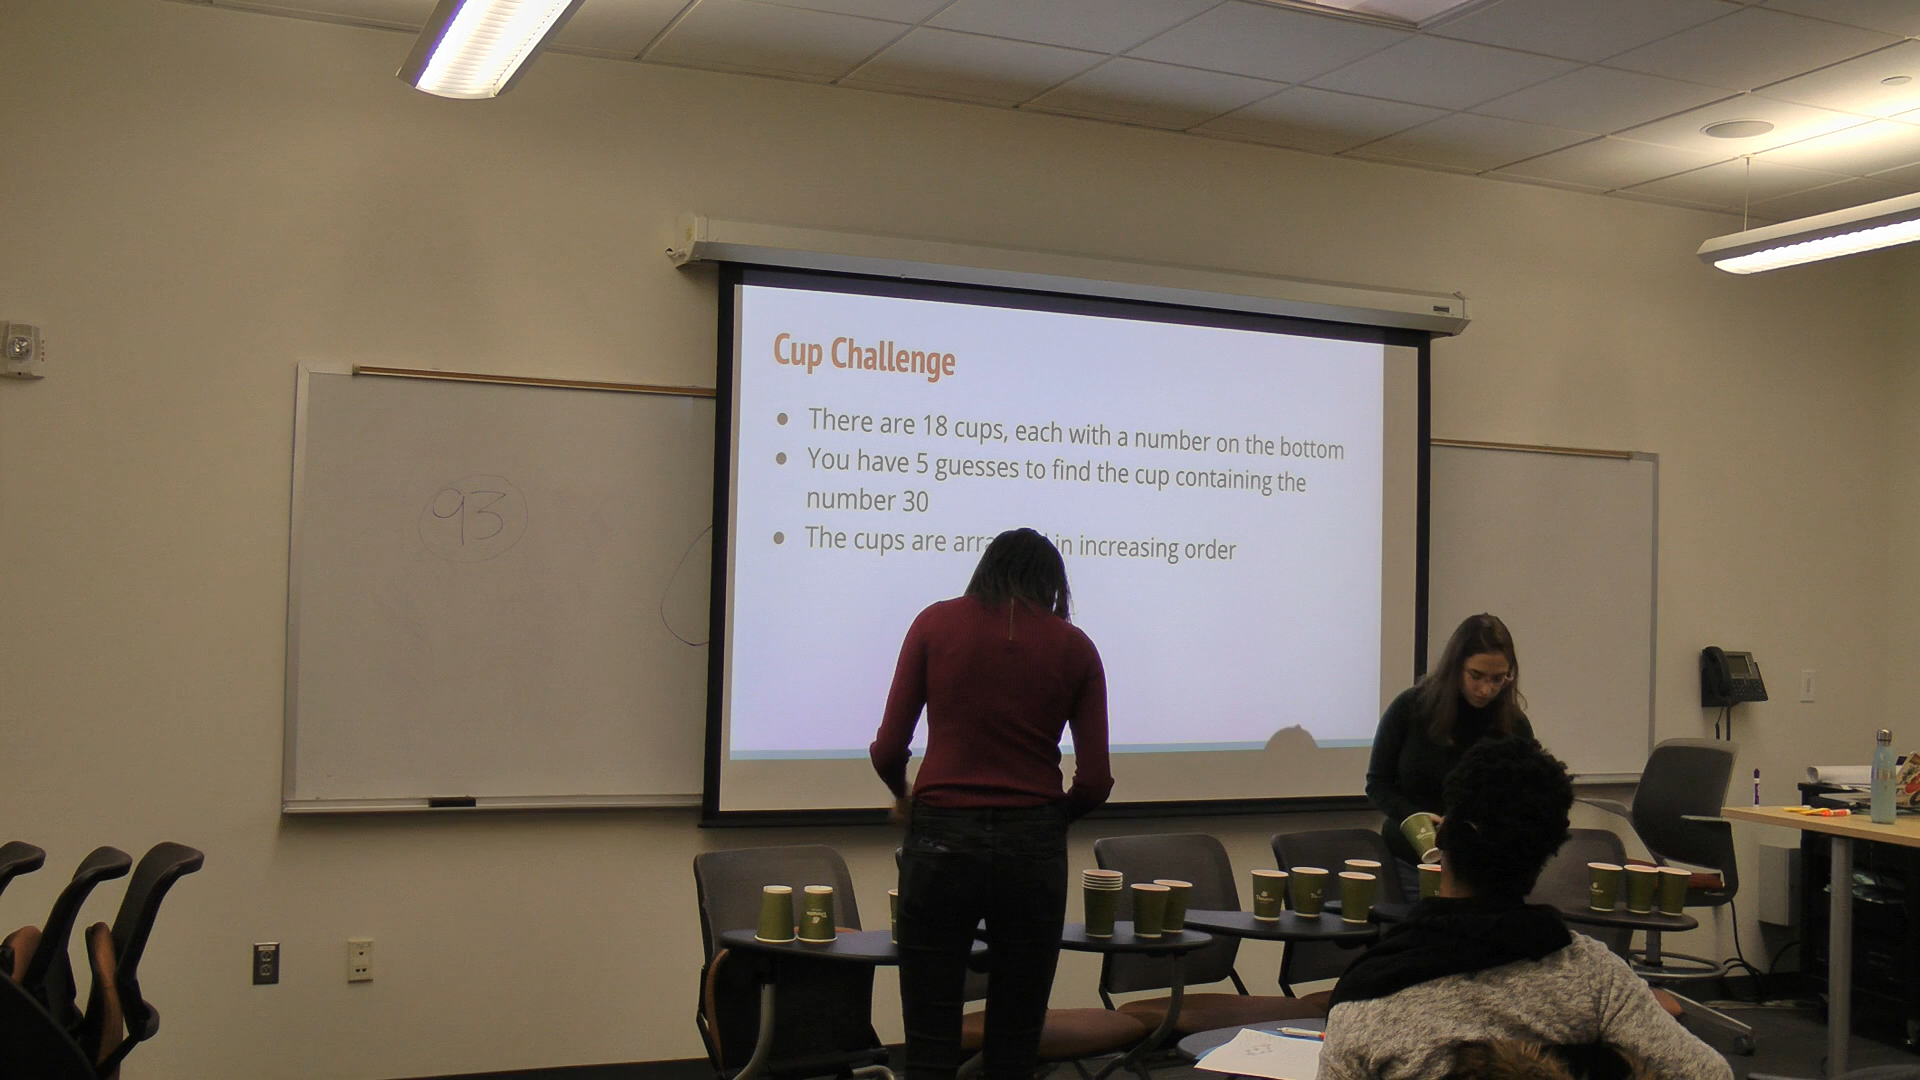 Cup Challenge
There are 18 cups, each with a number on the bottom
You have 5 guesses to find the cup containing the
number 30
The cups are in increasing order
93